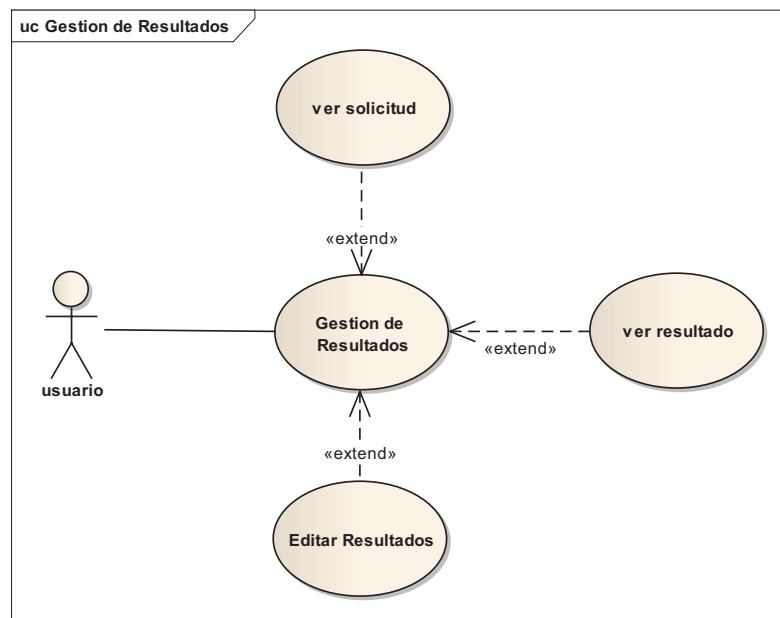 uc Gestion de Resultados
ver solicitud
«extend»
Gestion de
Resultados
«extend»
ver resultado
usuario
«extend»
Editar Resultados